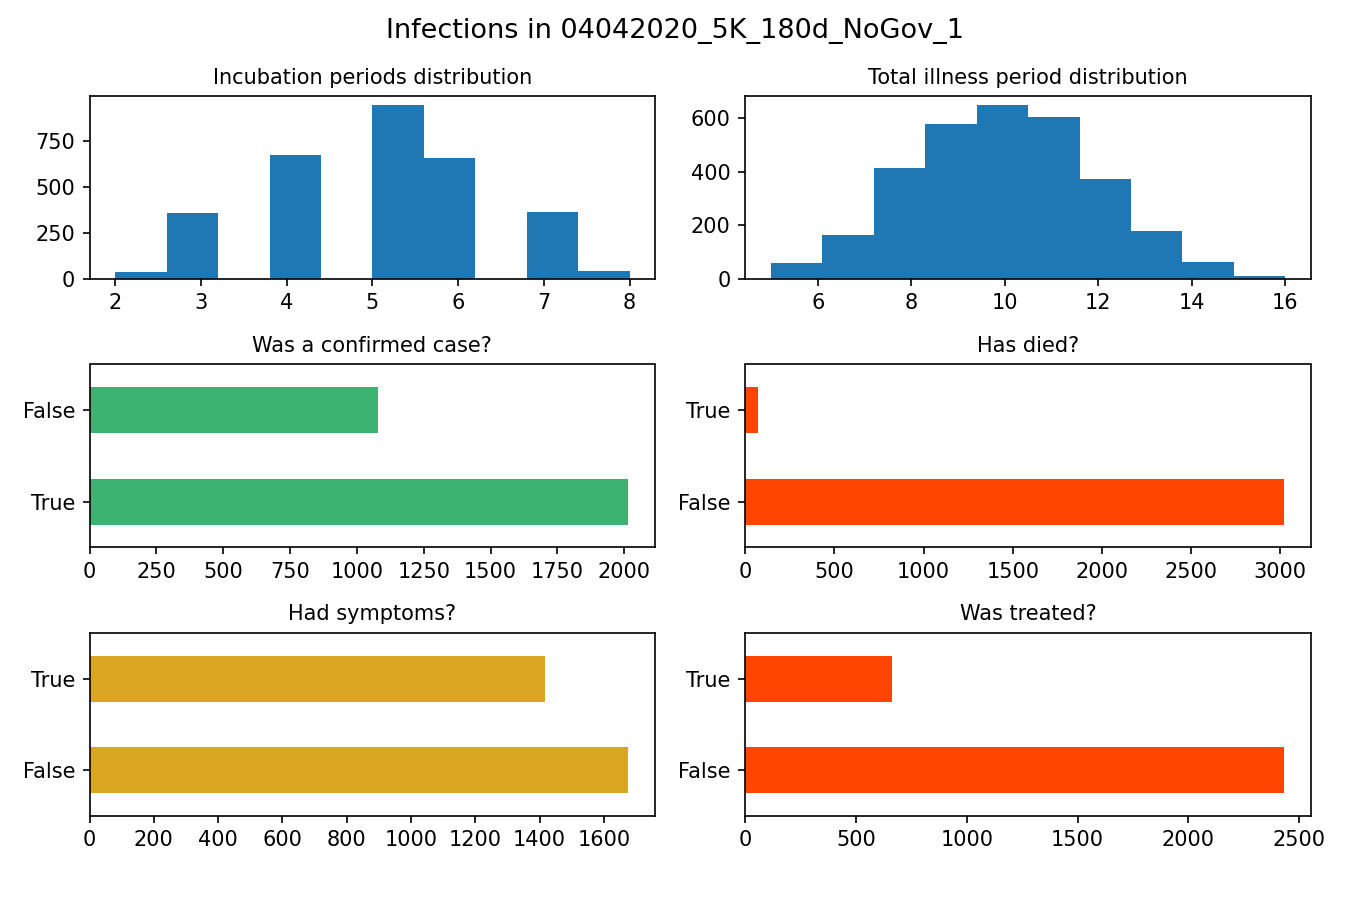 Infections in 04042020_5K_180d_NoGov_1
Incubation periods distribution
750
500
250
0
2 3 4 5 6 7 8
Total illness period distribution
600
400
200
0
6 8 10 12 14 16
Was a confirmed case?
False
True
0 250 500 750 1000 1250 1500 1750 2000
Has died?
True
False
0 500 1000 1500 2000 2500 3000
Had symptoms?
True
False
0 200 400 600 800 1000 1200 1400 1600
Was treated?
True
False
0 500 1000 1500 2000 2500